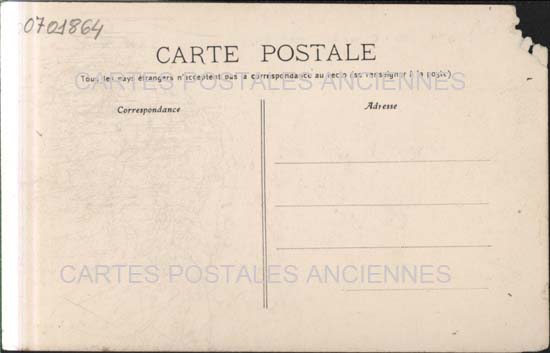 0701864
CARTE POSTALE
Tous les pays étrangers n'acceptent pas la correspondance au recto (se renseigner à la poste)
CARTES POSTALES ANCIENNES
Correspondance
Adresse
CARTES POSTALES ANCIENNES